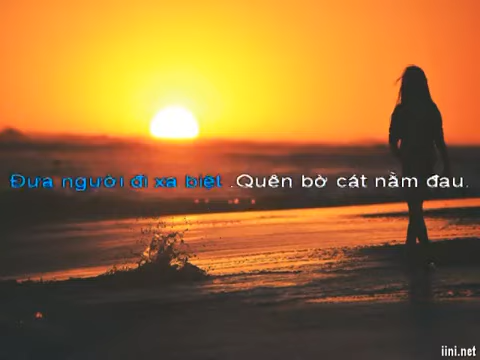 Đưa người đi xa biệt .Quên bờ cát nằm đau.
iini.net